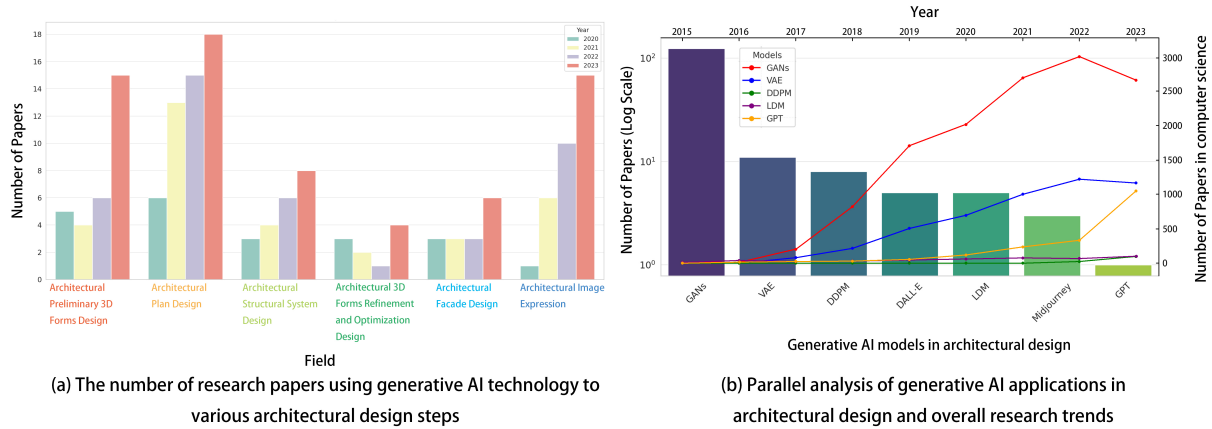 Year
2020
2021
2022
2023
18
16
14
12
10
8
6
4
2
0
Number of Papers
Architectural
Preliminary 3D
Forms Design
Architectural
Plan Design
Architectural
Structural System
Design
Architectural 3D
Forms Refinement
and Optimization
Design
Architectural
Facade Design
Architectural Image
Expression
Field
(a) The number of research papers using generative AI technology to
various architectural design steps
Year
2015 2016 2017 2018 2019 2020 2021 2022 2023
Models
GANs
VAE
DDPM
LDM
GPT
10²
10¹
10⁰
Number of Papers (Log Scale)
3000
2500
2000
1500
1000
500
0
Number of Papers in computer science
GANs
VAE
DDPM
DALL-E
LDM
Midjourney
GPT
Generative AI models in architectural design
(b) Parallel analysis of generative AI applications in
architectural design and overall research trends